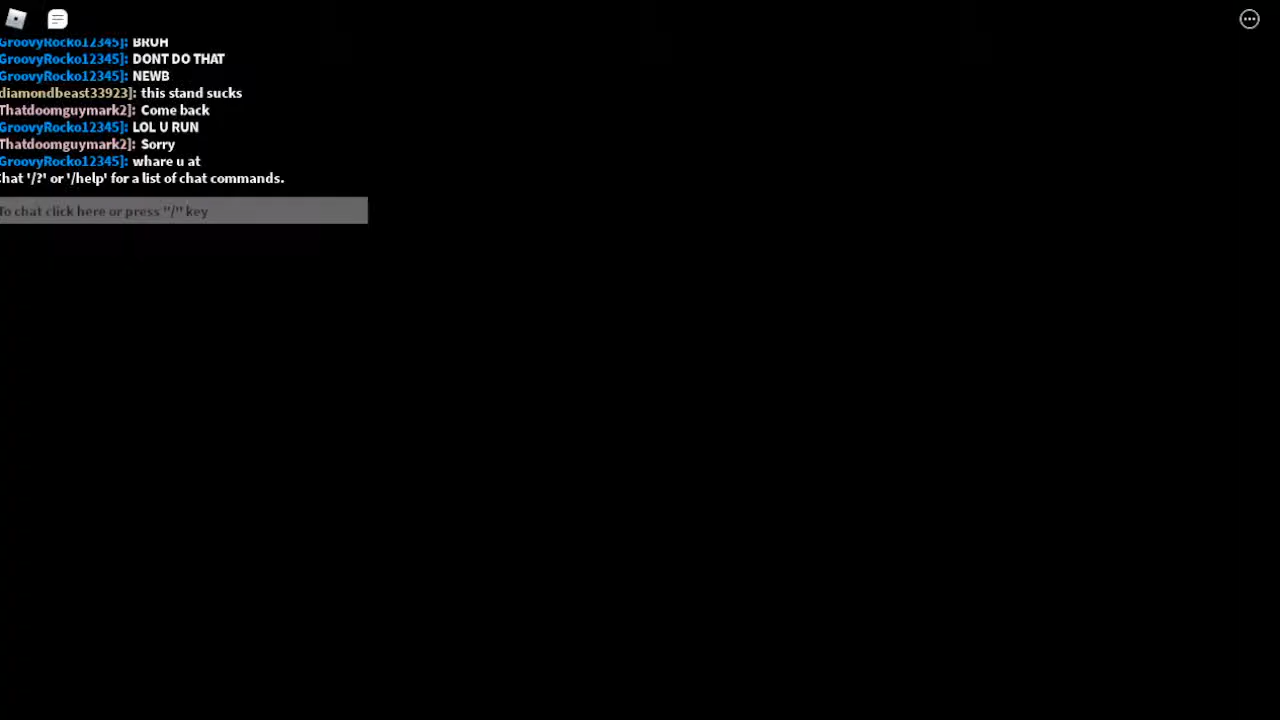 GroovyRocko12345]: BRUH
GroovyRocko12345]: DONT DO THAT
GroovyRocko12345]: NEWB
diamondbeast33923]: this stand sucks
Thatdoomguymark2]: Come back
GroovyRocko12345]: LOL U RUN
Thatdoomguymark2]: Sorry
GroovyRocko12345]: whare u at
Chat '/?' or '/help' for a list of chat commands.
To chat click here or press "/" key